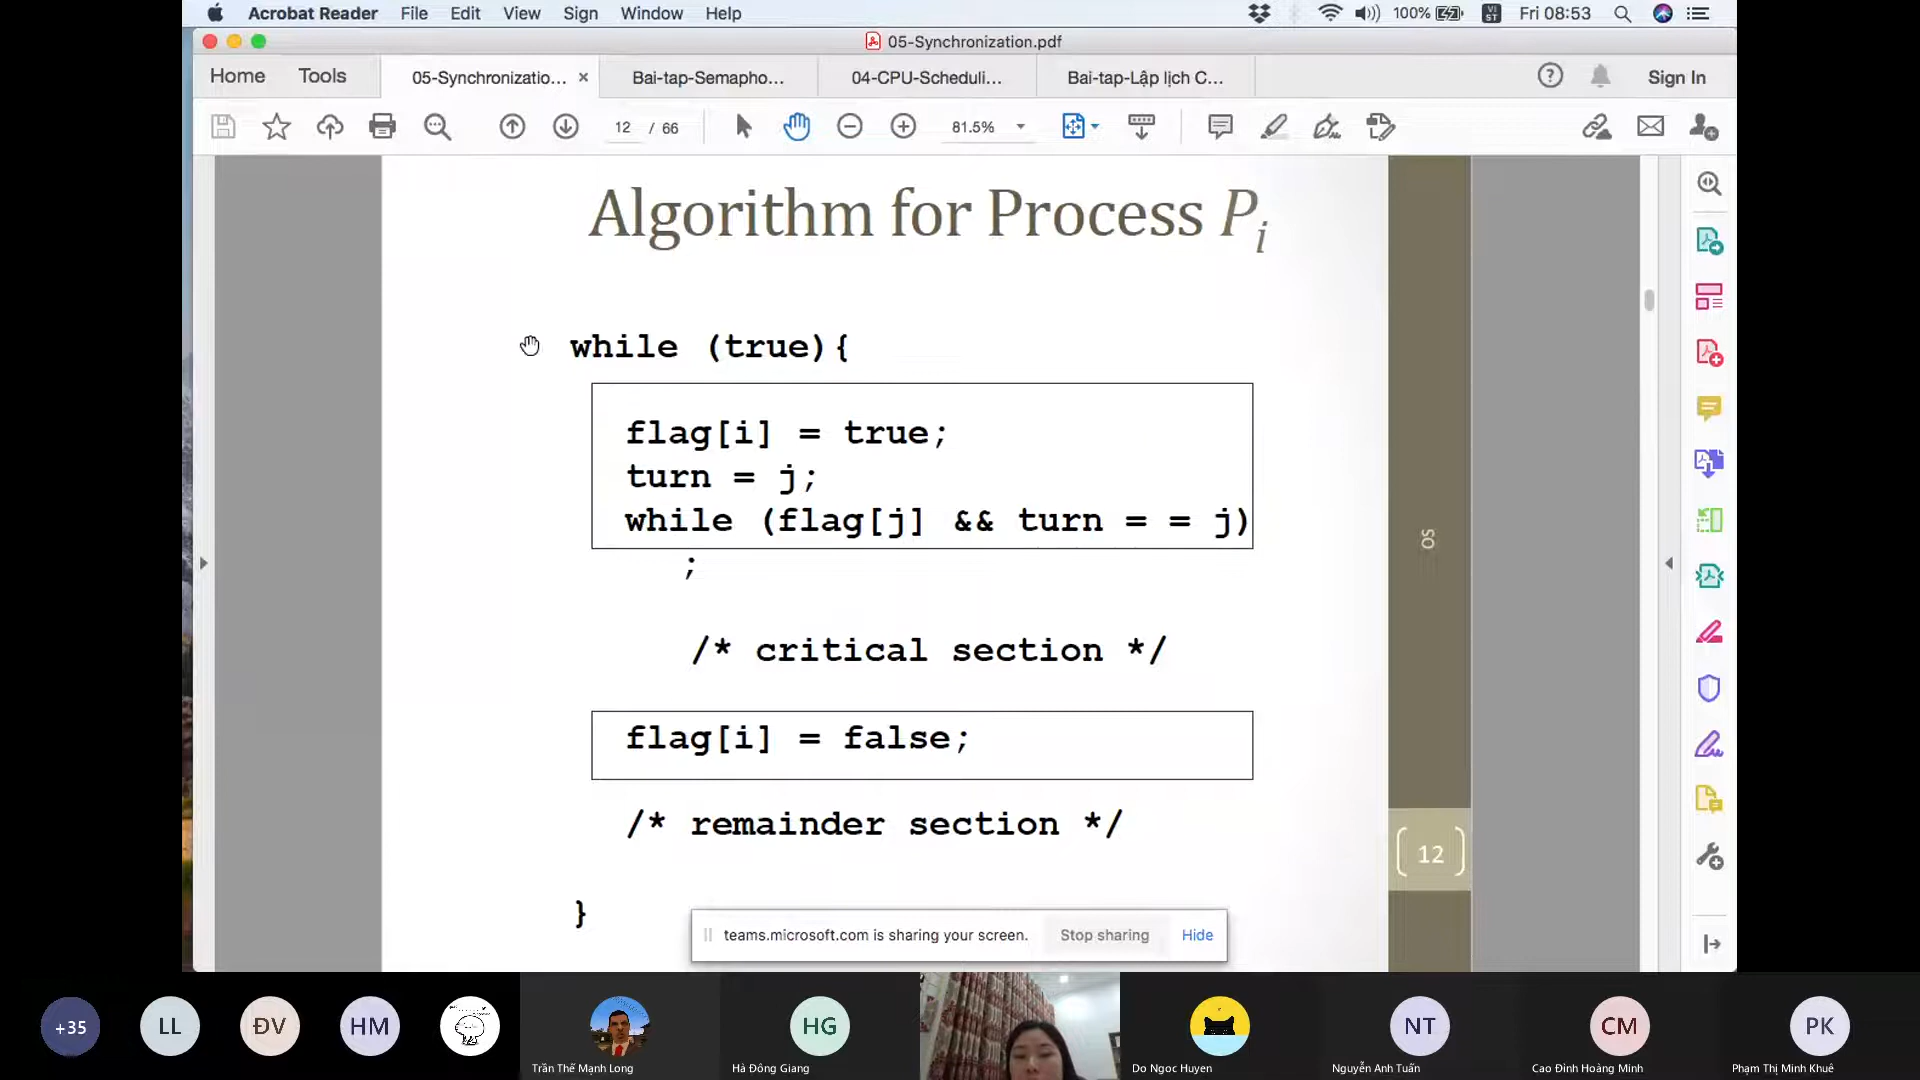 Acrobat Reader File Edit View Sign Window Help 100% VI ST Fri 08:53
05-Synchronization.pdf
Home Tools 05-Synchronizatio... × Bai-tap-Semapho... 04-CPU-Scheduli... Bai-tap-Lập lịch C... Sign In
12 / 66 81.5%
Algorithm for Process Pi
while (true){
flag[i] = true;
turn = j;
while (flag[j] && turn = = j)
;
/* critical section */
flag[i] = false;
/* remainder section */
}
OS
12
teams.microsoft.com is sharing your screen. Stop sharing Hide
+35 LL ĐV HM HG NT CM PK
Trần Thế Mạnh Long Hà Đông Giang Do Ngoc Huyen Nguyễn Anh Tuấn Cao Đình Hoàng Minh Phạm Thị Minh Khuê